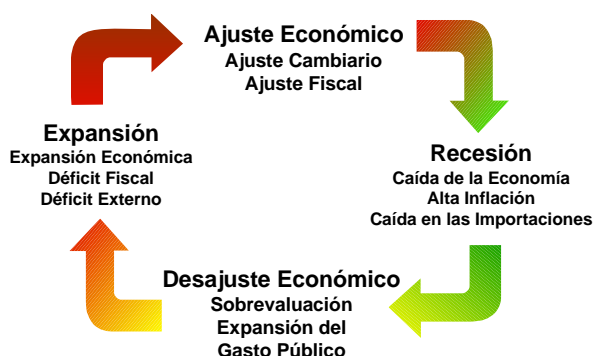 Ajuste Económico
Ajuste Cambiario
Ajuste Fiscal
Recesión
Caída de la Economía
Alta Inflación
Caída en las Importaciones
Desajuste Económico
Sobrevaluación
Expansión del
Gasto Público
Expansión
Expansión Económica
Déficit Fiscal
Déficit Externo